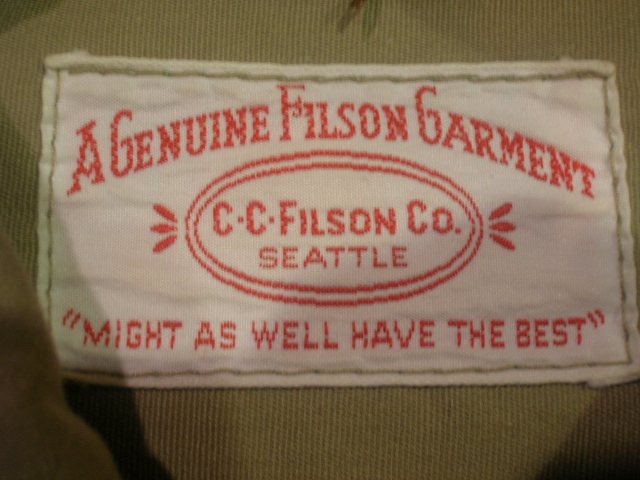 A GENUINE FILSON GARMENT
C·C·FILSON CO.
SEATTLE
"MIGHT AS WELL HAVE THE BEST"